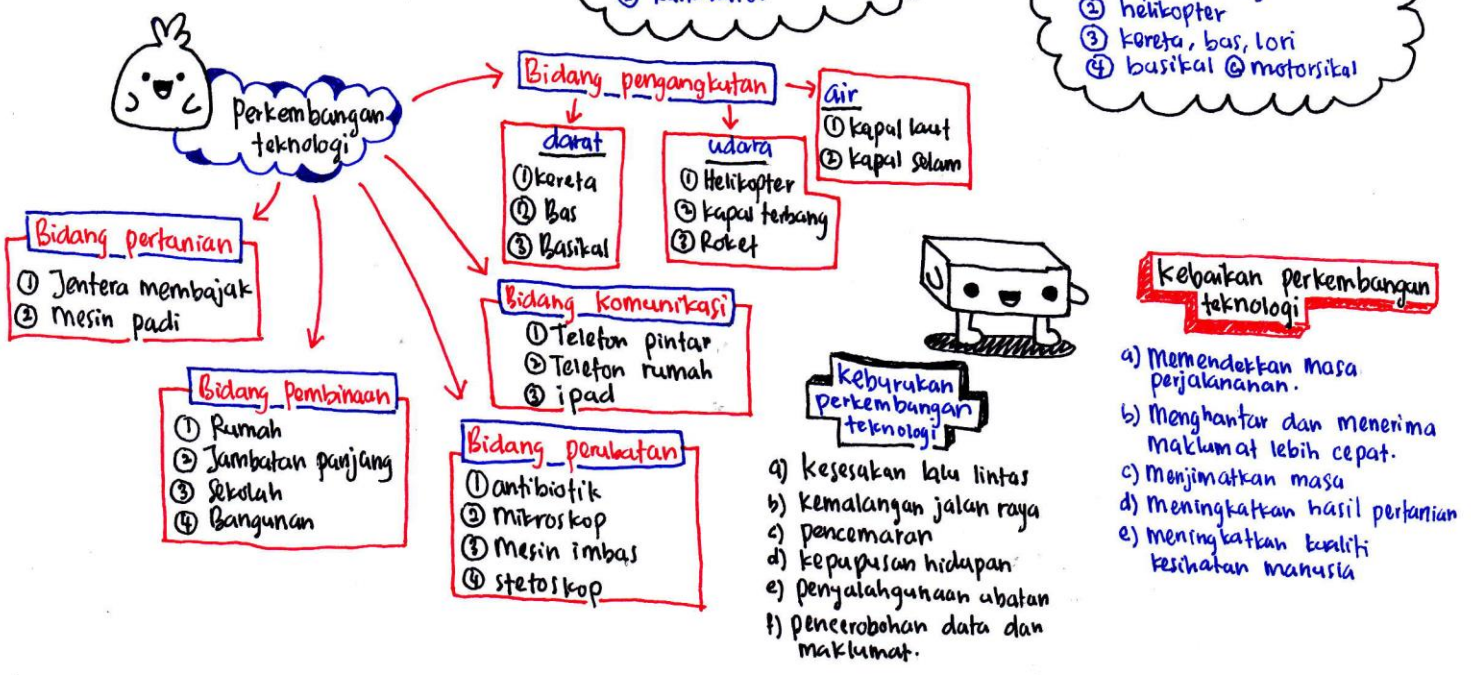 ② helikopter
③ kereta, bas, lori
④ basikal @ motorsikal
Perkembangan
teknologi
Bidang pengangkutan
darat
① kereta
② Bas
③ Basikal
udara
① Helikopter
② kapal terbang
③ Roket
air
① kapal laut
② kapal selam
Bidang pertanian
① Jentera membajak
② mesin padi
Bidang komunikasi
① Telefon pintar
② Telefon rumah
③ ipad
Bidang Pembinaan
① Rumah
② Jambatan panjang
③ Sekolah
④ Bangunan
Bidang perubatan
① antibiotik
② mikroskop
③ Mesin imbas
④ stetoskop
keburukan
perkembangan
teknologi
a) kesesakan lalu lintas
b) kemalangan jalan raya
c) pencemaran
d) kepupusan hidupan
e) penyalahgunaan ubatan
f) pencerobohan data dan
maklumat.
kebaikan perkembangan
teknologi
a) Memendekkan masa
perjalananan.
b) Menghantar dan menerima
maklumat lebih cepat.
c) Menjimatkan masa
d) Meningkatkan hasil pertanian
e) meningkatkan kualiti
kesihatan manusia